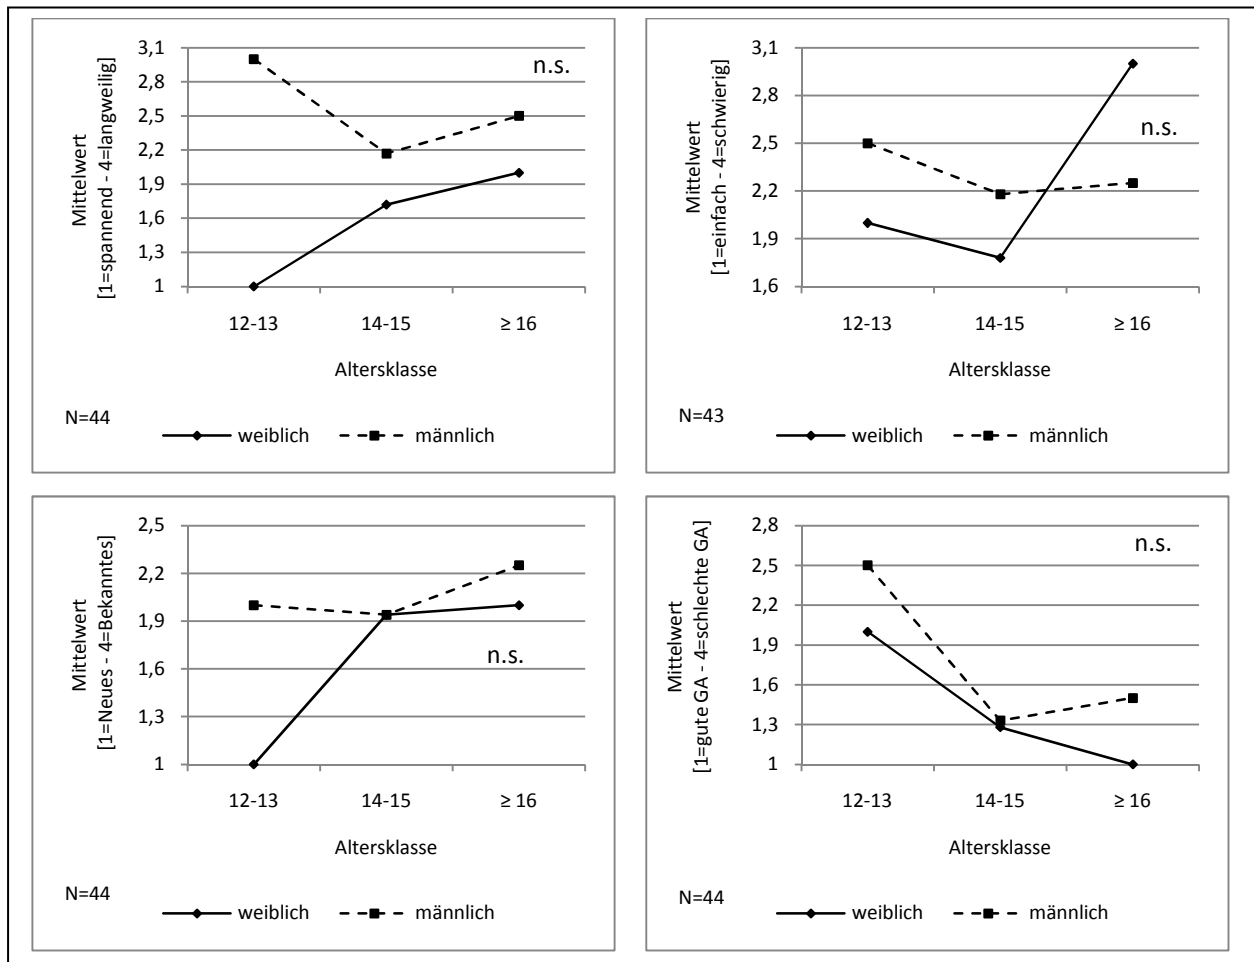 3,1
2,8
2,5
2,2
1,9
1,6
1,3
1
Mittelwert
[1=spannend - 4=langweilig]
n.s.
12-13 14-15 ≥ 16
Altersklasse
N=44
weiblich männlich
3,1
2,8
2,5
2,2
1,9
1,6
Mittelwert
[1=einfach - 4=schwierig]
n.s.
12-13 14-15 ≥ 16
Altersklasse
N=43
weiblich männlich
2,5
2,2
1,9
1,6
1,3
1
Mittelwert
[1=Neues - 4=Bekanntes]
n.s.
12-13 14-15 ≥ 16
Altersklasse
N=44
weiblich männlich
2,8
2,5
2,2
1,9
1,6
1,3
1
Mittelwert
[1=gute GA - 4=schlechte GA]
n.s.
12-13 14-15 ≥ 16
Altersklasse
N=44
weiblich männlich